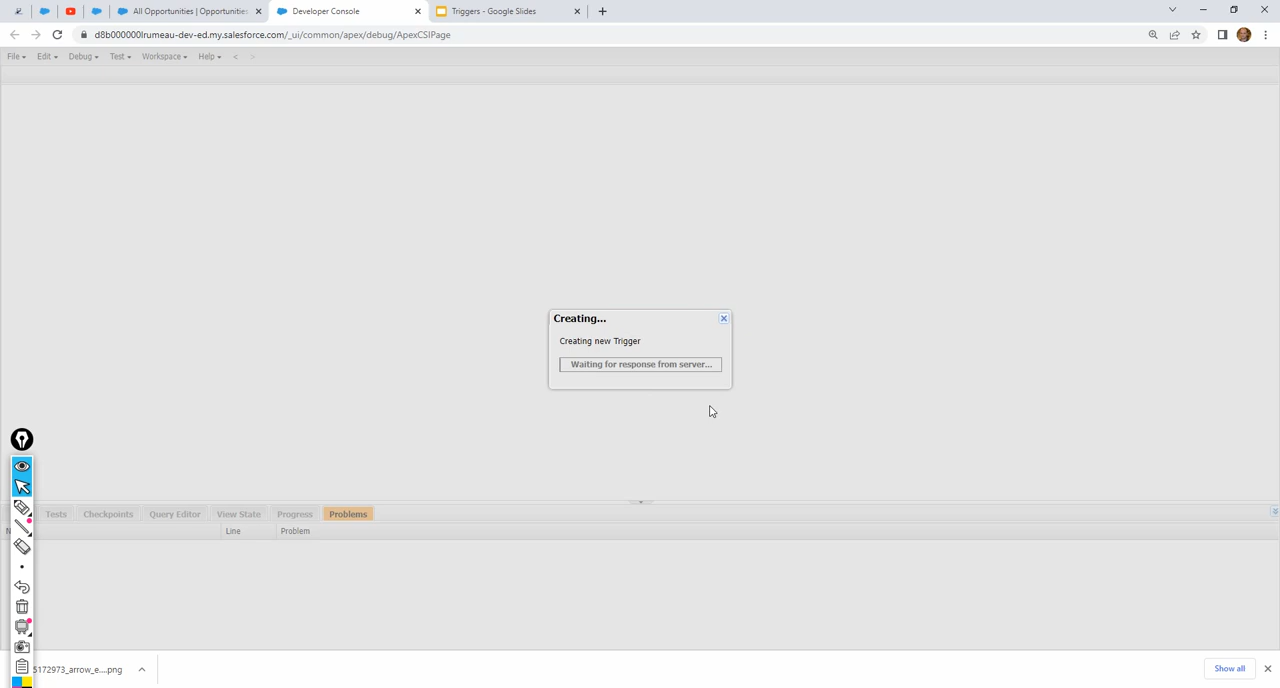 All Opportunities | Opportunities
Developer Console
Triggers - Google Slides
d8b000000lrumeau-dev-ed.my.salesforce.com/_ui/common/apex/debug/ApexCSIPage
File Edit Debug Test Workspace Help < >
Creating...
Creating new Trigger
Waiting for response from server...
Tests Checkpoints Query Editor View State Progress Problems
Line Problem
5172973_arrow_e....png
Show all